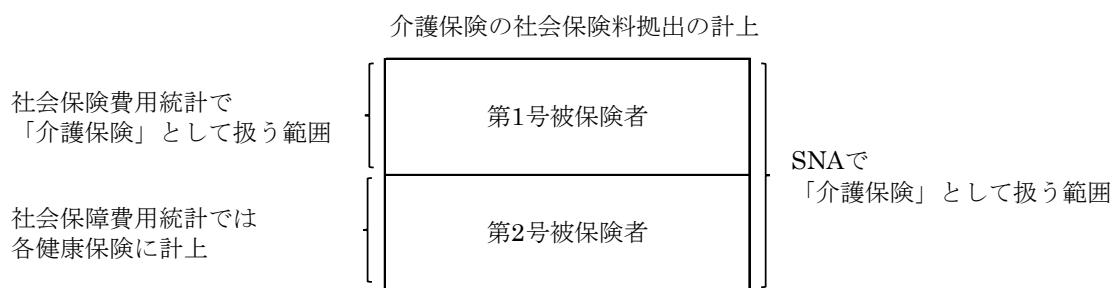 介護保険の社会保険料拠出の計上
社会保険費用統計で
「介護保険」として扱う範囲
第1号被保険者
SNAで
「介護保険」として扱う範囲
社会保障費用統計では
各健康保険に計上
第2号被保険者